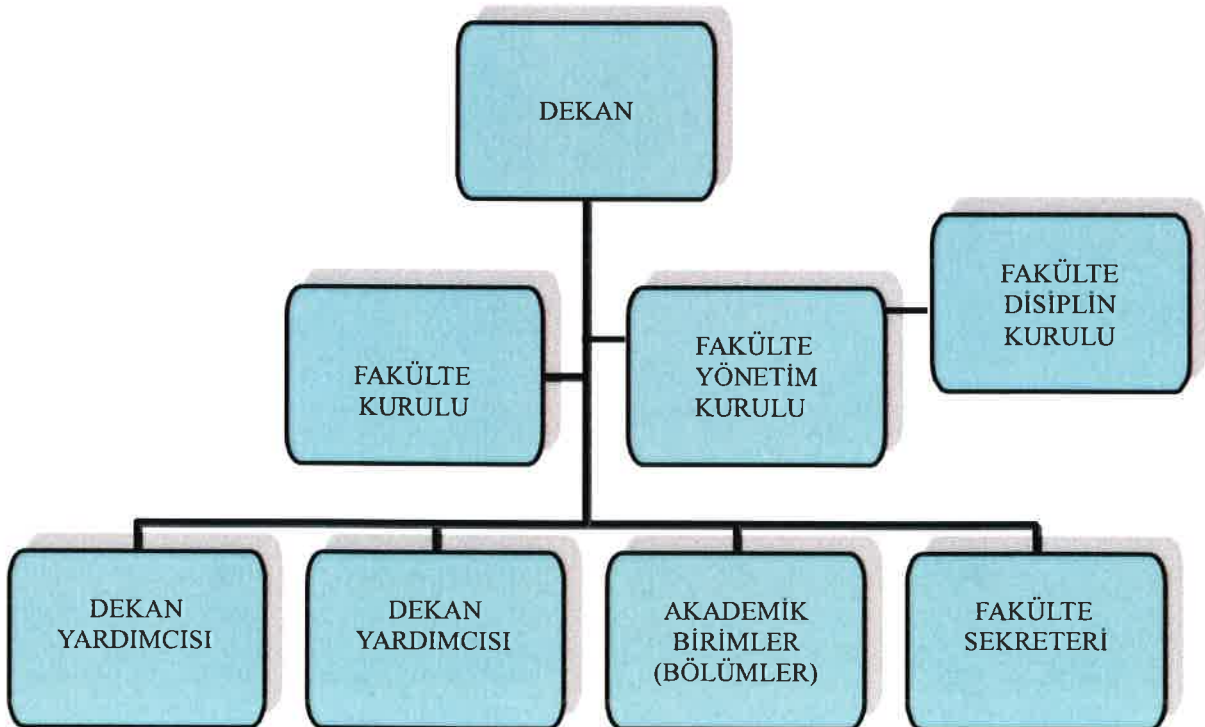 DEKAN
FAKÜLTE
DİSİPLİN
KURULU
FAKÜLTE
KURULU
FAKÜLTE
YÖNETİM
KURULU
DEKAN
YARDIMCISI
DEKAN
YARDIMCISI
AKADEMİK
BİRİMLER
(BÖLÜMLER)
FAKÜLTE
SEKRETERİ